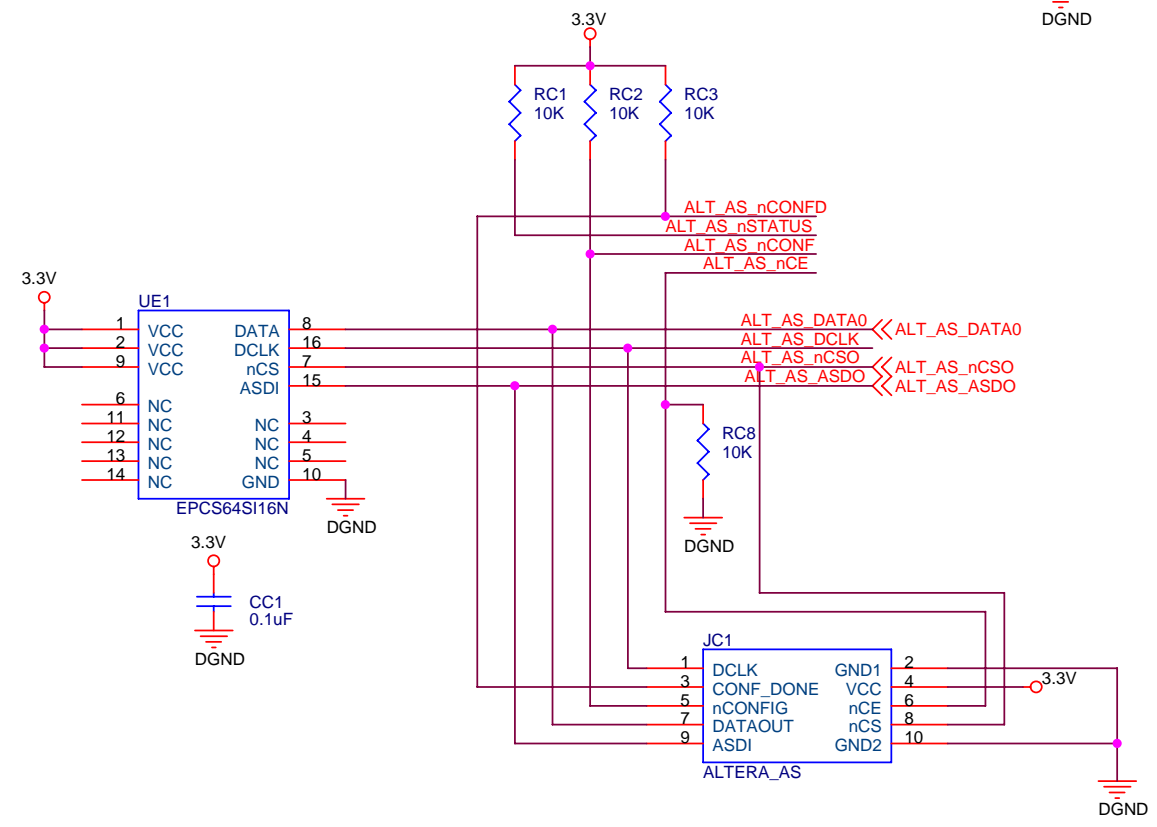 DGND
3.3V
RC1
10K
RC2
10K
RC3
10K
ALT_AS_nCONFD
ALT_AS_nSTATUS
ALT_AS_nCONF
ALT_AS_nCE
3.3V
UE1
1 VCC DATA 8
2 VCC DCLK 16
9 VCC nCS 7
ASDI 15
6 NC
11 NC NC 3
12 NC NC 4
13 NC NC 5
14 NC GND 10
EPCS64SI16N
DGND
ALT_AS_DATA0 ALT_AS_DATA0
ALT_AS_DCLK
ALT_AS_nCSO ALT_AS_nCSO
ALT_AS_ASDO ALT_AS_ASDO
RC8
10K
DGND
3.3V
CC1
0.1uF
DGND
JC1
1 DCLK GND1 2
3 CONF_DONE VCC 4 3.3V
5 nCONFIG nCE 6
7 DATAOUT nCS 8
9 ASDI GND2 10
ALTERA_AS
DGND